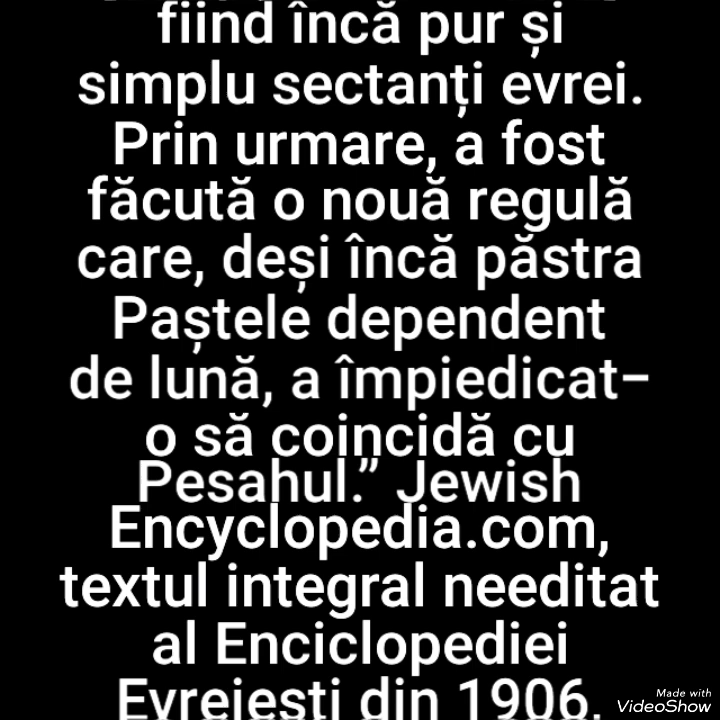 fiind încă pur și
simplu sectanți evrei.
Prin urmare, a fost
făcută o nouă regulă
care, deși încă păstra
Paștele dependent
de lună, a împiedicat-
o să coincidă cu
Pesahul.” Jewish
Encyclopedia.com,
textul integral needitat
al Enciclopediei
Evreiești din 1906.
Made with
VideoShow